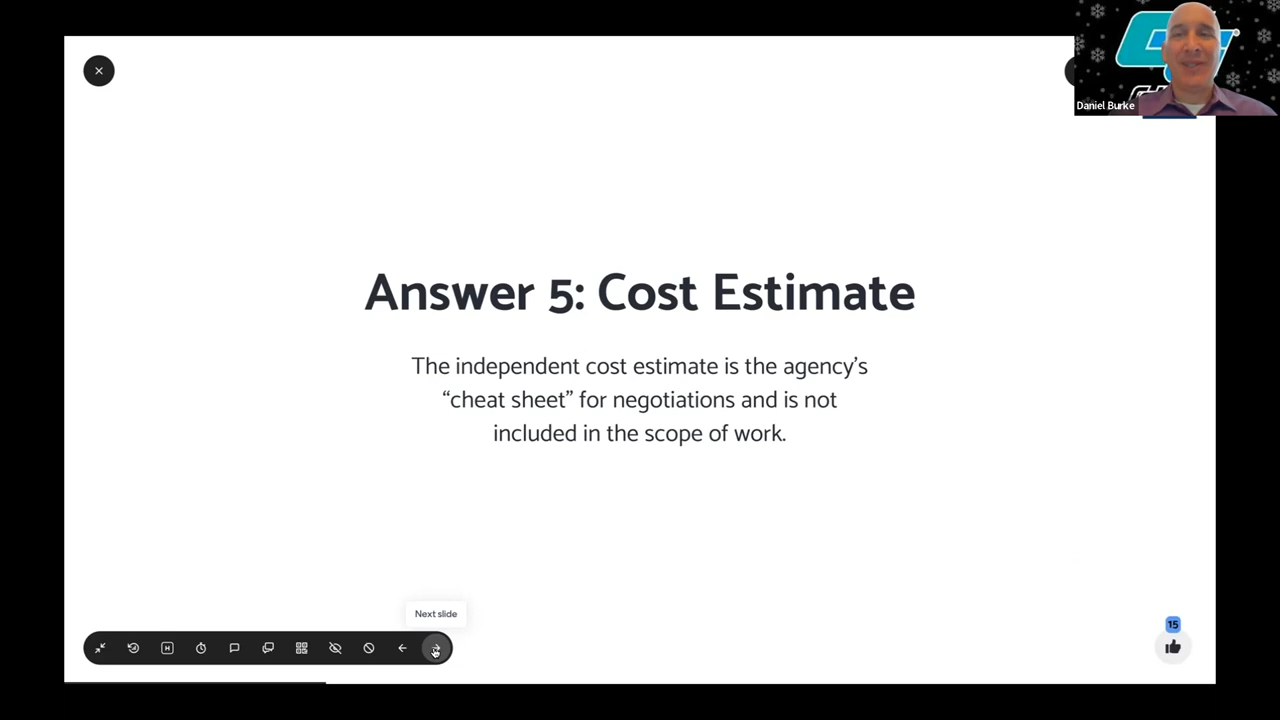 Daniel Burke
Answer 5: Cost Estimate
The independent cost estimate is the agency’s
“cheat sheet” for negotiations and is not
included in the scope of work.
Next slide
H
15